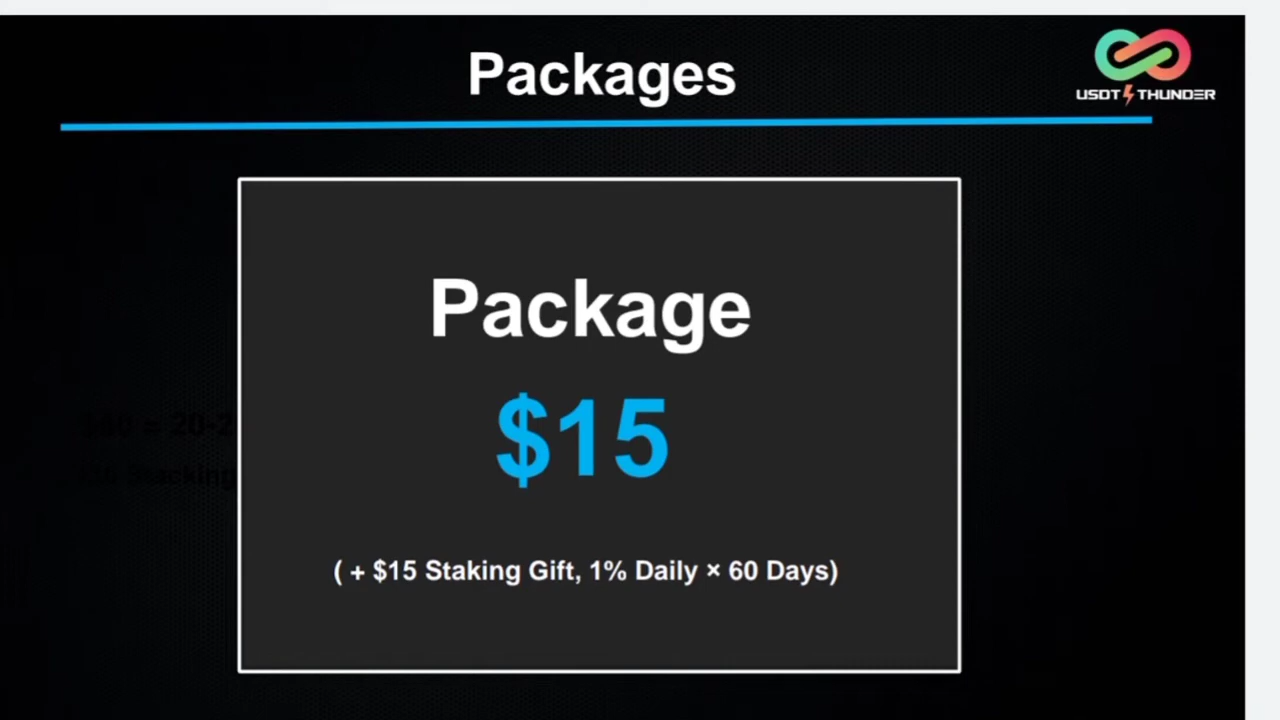 Packages
USDT THUNDER
Package
$15
( + $15 Staking Gift, 1% Daily × 60 Days)